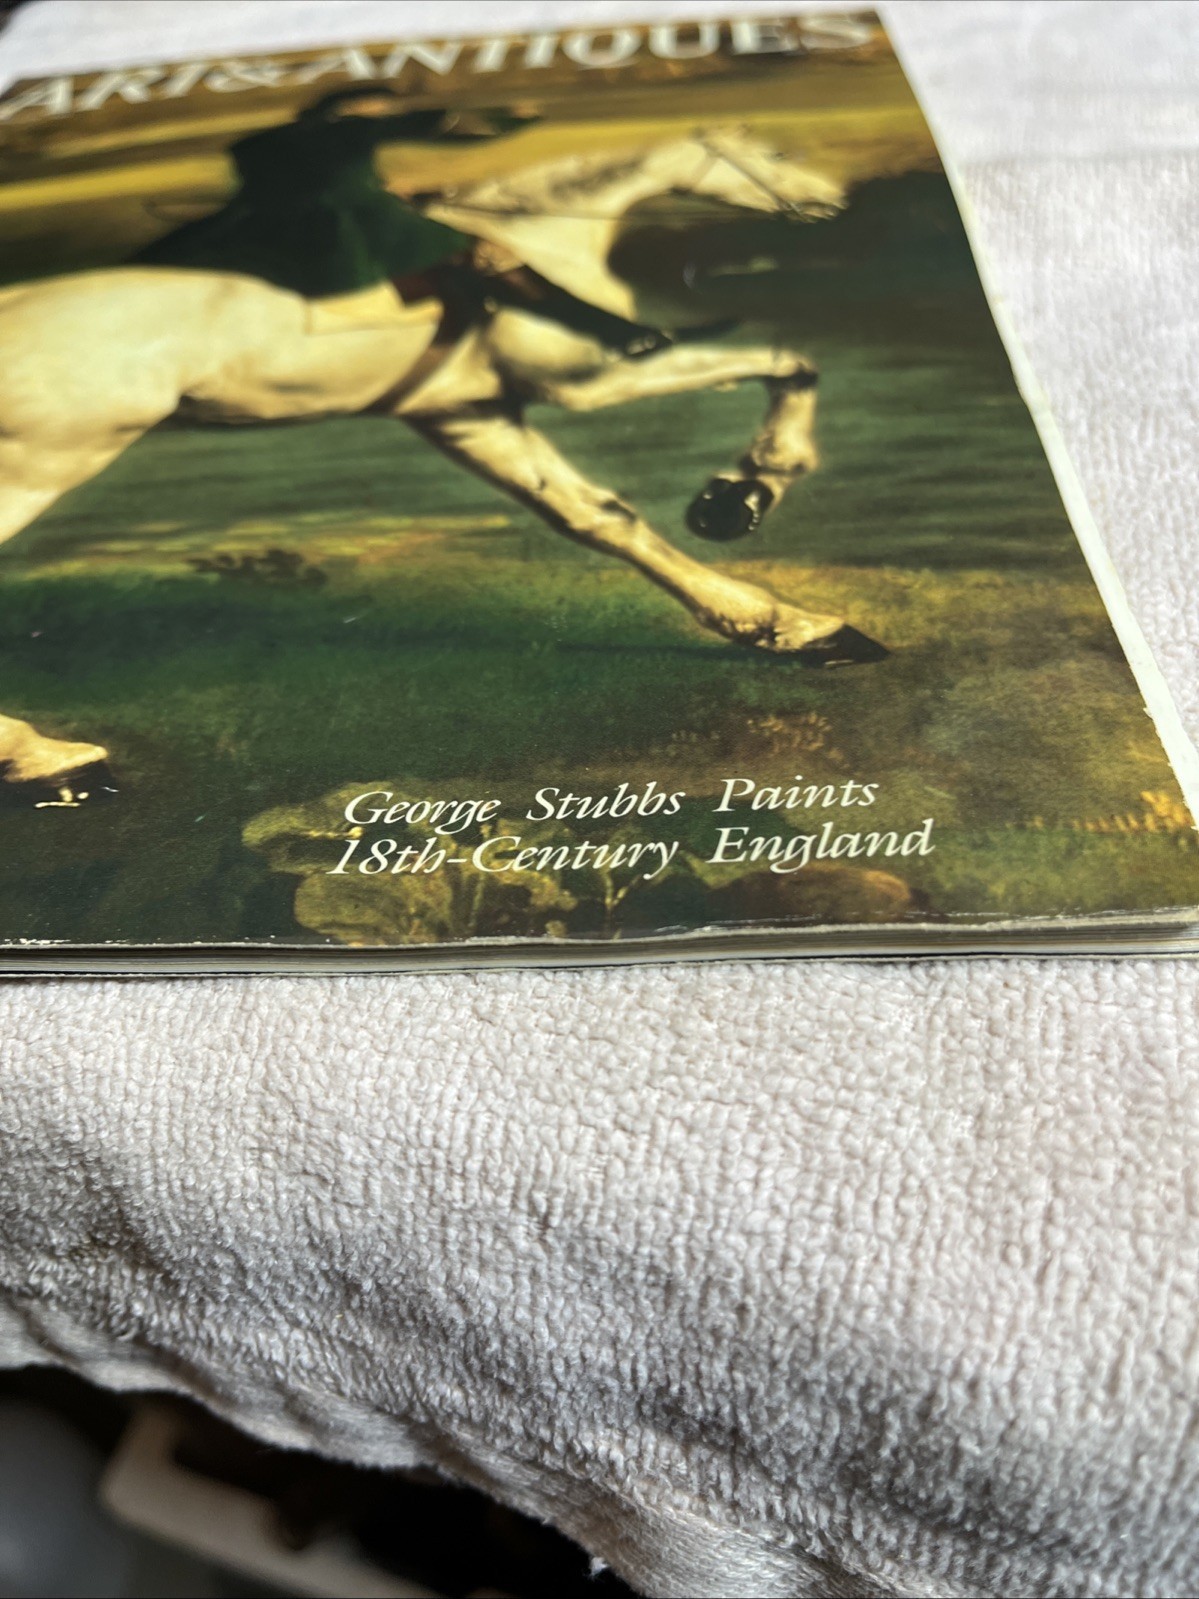 ART&ANTIQUES
George Stubbs Paints
18th-Century England